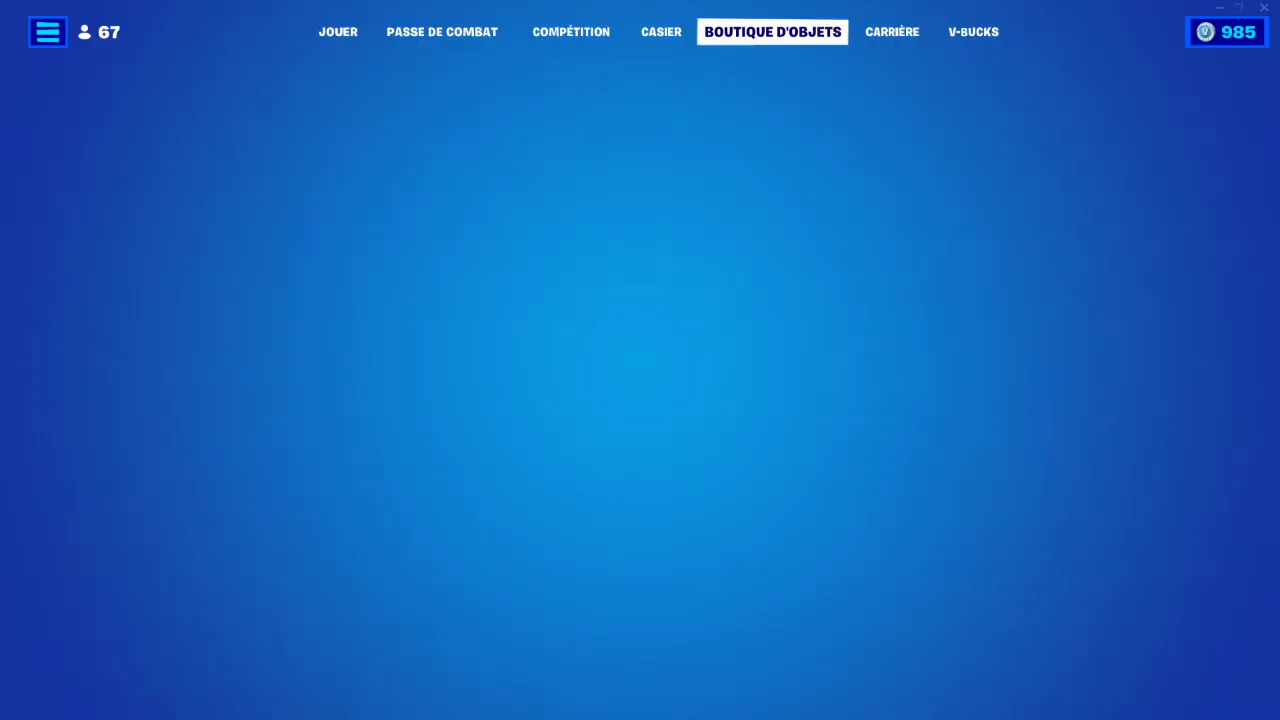 67 JOUER PASSE DE COMBAT COMPÉTITION CASIER BOUTIQUE D'OBJETS CARRIÈRE V-BUCKS 985